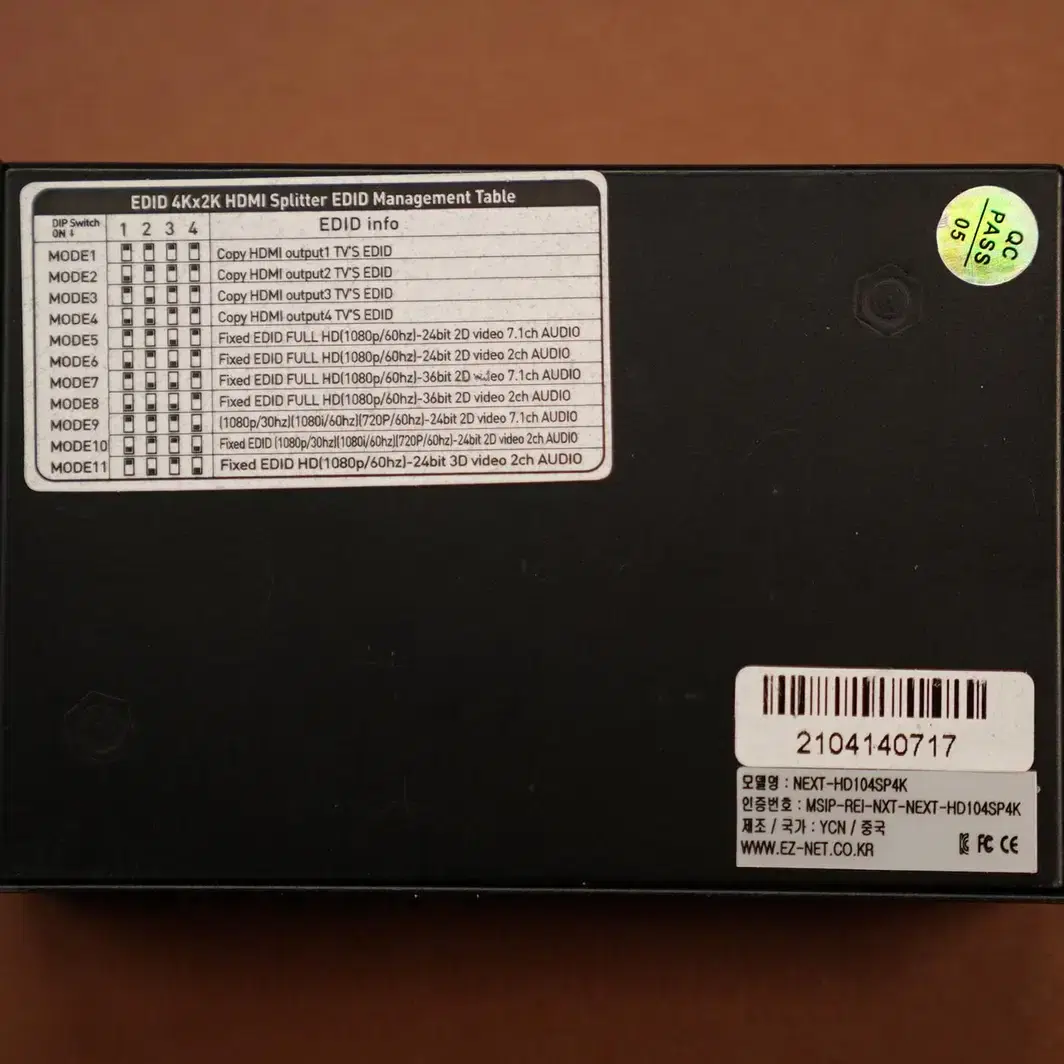 EDID 4Kx2K HDMI Splitter EDID Management Table
DIP Switch ON ↓ 1 2 3 4 EDID info
MODE1 Copy HDMI output1 TV'S EDID
MODE2 Copy HDMI output2 TV'S EDID
MODE3 Copy HDMI output3 TV'S EDID
MODE4 Copy HDMI output4 TV'S EDID
MODE5 Fixed EDID FULL HD(1080p/60hz)-24bit 2D video 7.1ch AUDIO
MODE6 Fixed EDID FULL HD(1080p/60hz)-24bit 2D video 2ch AUDIO
MODE7 Fixed EDID FULL HD(1080p/60hz)-36bit 2D video 7.1ch AUDIO
MODE8 Fixed EDID FULL HD(1080p/60hz)-36bit 2D video 2ch AUDIO
MODE9 (1080p/30hz)(1080i/60hz)(720P/60hz)-24bit 2D video 7.1ch AUDIO
MODE10 Fixed EDID (1080p/30hz)(1080i/60hz)(720P/60hz)-24bit 2D video 2ch AUDIO
MODE11 Fixed EDID HD(1080p/60hz)-24bit 3D video 2ch AUDIO
QC
PASS
05
2104140717
모델명 : NEXT-HD104SP4K
인증번호 : MSIP-REI-NXT-NEXT-HD104SP4K
제조 / 국가 : YCN / 중국
WWW.EZ-NET.CO.KR FC CE